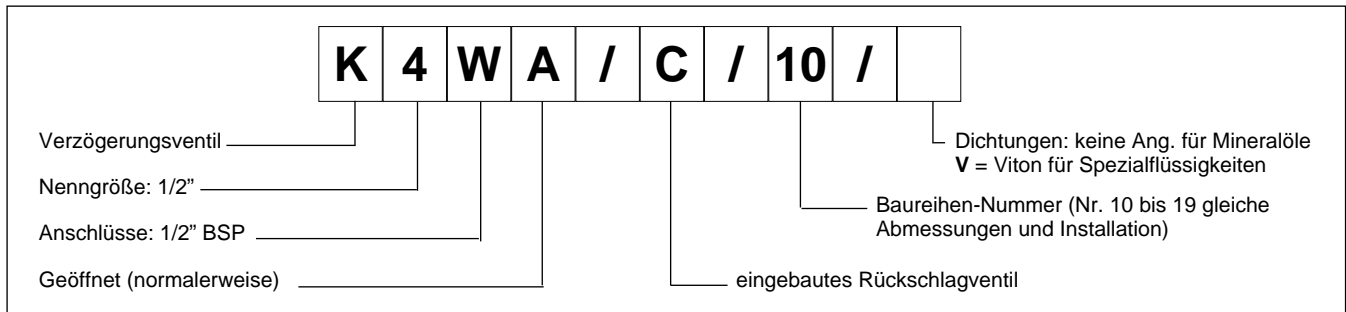 K 4 W A / C / 10 /
Verzögerungsventil
Nenngröße: 1/2”
Anschlüsse: 1/2” BSP
Geöffnet (normalerweise)
Dichtungen: keine Ang. für Mineralöle
V = Viton für Spezialflüssigkeiten
Baureihen-Nummer (Nr. 10 bis 19 gleiche
Abmessungen und Installation)
eingebautes Rückschlagventil